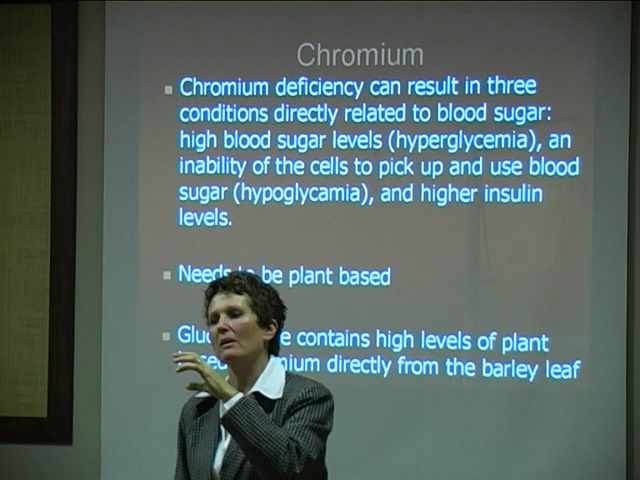 Chromium
Chromium deficiency can result in three
conditions directly related to blood sugar:
high blood sugar levels (hyperglycemia), an
inability of the cells to pick up and use blood
sugar (hypoglycamia), and higher insulin
levels.
Needs to be plant based
contains high levels of plant
directly from the barley leaf